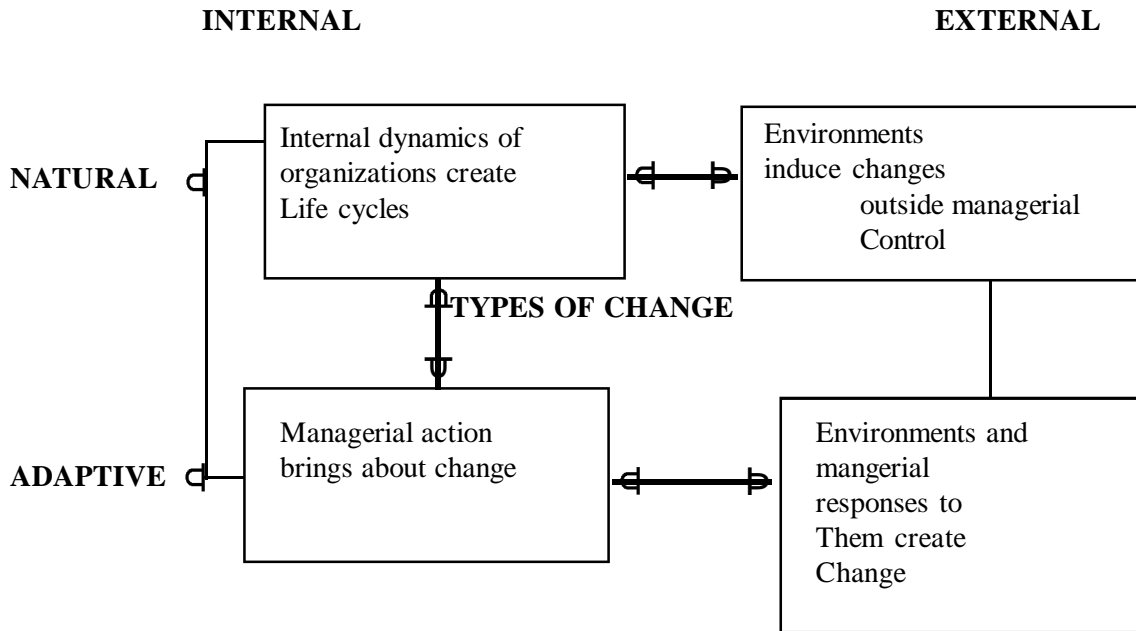 INTERNAL
EXTERNAL
NATURAL
Internal dynamics of
organizations create
Life cycles
Environments
induce changes
outside managerial
Control
TYPES OF CHANGE
ADAPTIVE
Managerial action
brings about change
Environments and
mangerial
responses to
Them create
Change